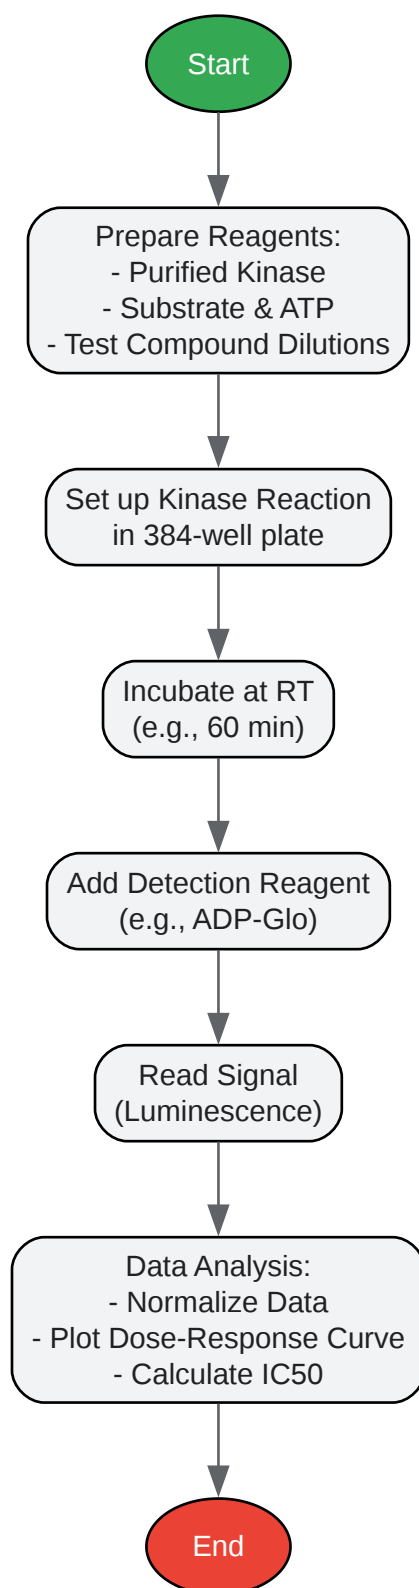 Start
Prepare Reagents:
- Purified Kinase
- Substrate & ATP
- Test Compound Dilutions
Set up Kinase Reaction
in 384-well plate
Incubate at RT
(e.g., 60 min)
Add Detection Reagent
(e.g., ADP-Glo)
Read Signal
(Luminescence)
Data Analysis:
- Normalize Data
- Plot Dose-Response Curve
- Calculate IC50
End